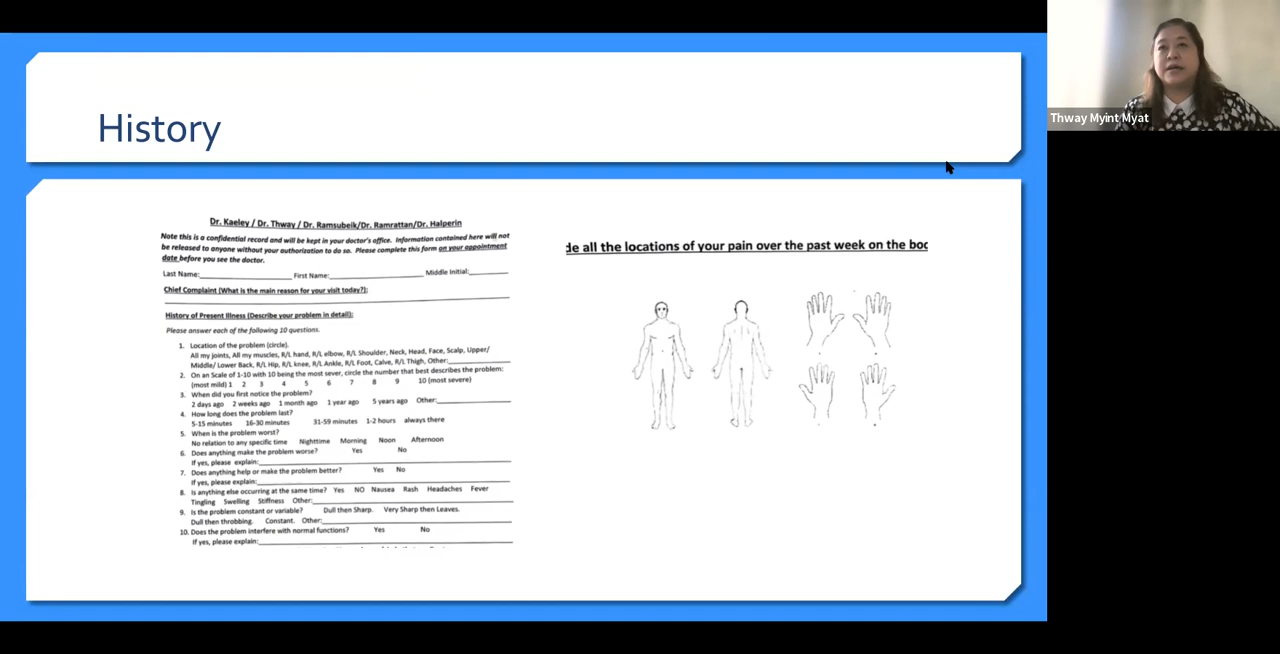 History
Dr. Kaeley / Dr. Thway / Dr. Ramsubeik/Dr. Ramrattan/Dr. Halperin
Note this is a confidential record and will be kept in your doctor's office. Information contained here will not
be released to anyone without your authorization to do so. Please complete this form on your appointment
date before you see the doctor.
Last Name: First Name: Middle Initial:
Chief Complaint (What is the main reason for your visit today?):
History of Present Illness (Describe your problem in detail):
Please answer each of the following 10 questions.
1. Location of the problem (circle).
All my joints, All my muscles, R/L hand, R/L elbow, R/L Shoulder, Neck, Head, Face, Scalp, Upper/
Middle/ Lower Back, R/L Hip, R/L knee, R/L Ankle, R/L Foot, Calve, R/L Thigh, Other:
2. On an Scale of 1-10 with 10 being the most sever, circle the number that best describes the problem:
(most mild) 1 2 3 4 5 6 7 8 9 10 (most severe)
3. When did you first notice the problem?
2 days ago 2 weeks ago 1 month ago 1 year ago 5 years ago Other:
4. How long does the problem last?
5-15 minutes 16-30 minutes 31-59 minutes 1-2 hours always there
5. When is the problem worst?
No relation to any specific time Nighttime Morning Noon Afternoon
6. Does anything make the problem worse? Yes No
If yes, please explain:
7. Does anything help or make the problem better? Yes No
If yes, please explain:
8. Is anything else occurring at the same time? Yes NO Nausea Rash Headaches Fever
Tingling Swelling Stiffness Other:
9. Is the problem constant or variable? Dull then Sharp. Very Sharp then Leaves.
Dull then throbbing. Constant. Other:
10. Does the problem interfere with normal functions? Yes No
If yes, please explain:
de all the locations of your pain over the past week on the boc
Thway Myint Myat